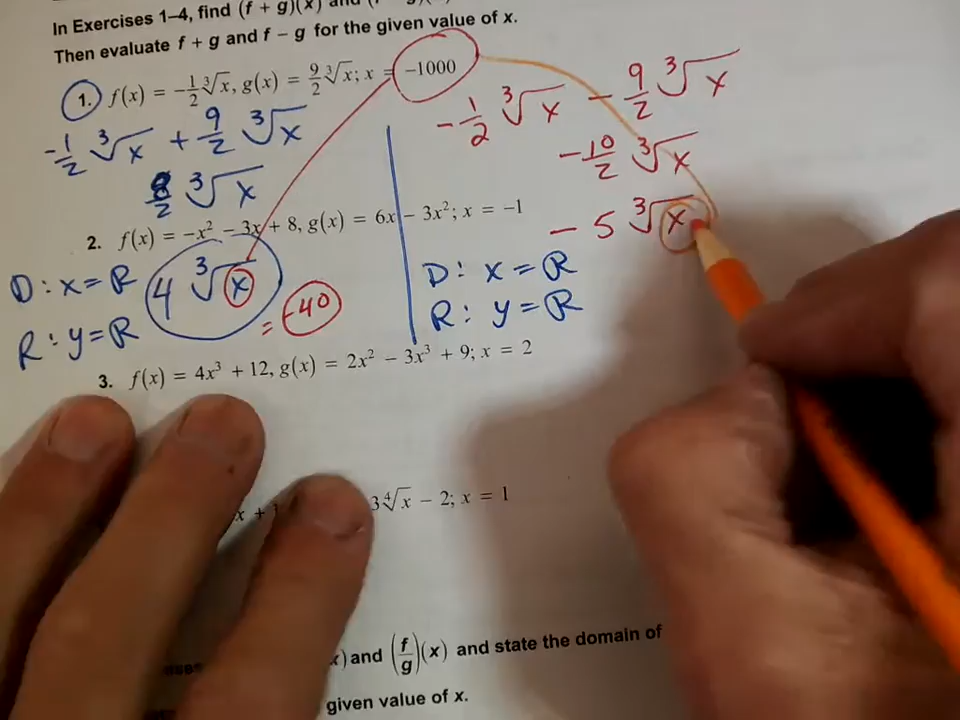 In Exercises 1–4, find (f + g)(x) and
Then evaluate f + g and f − g for the given value of x.
1. f(x) = −1/2 ∛x, g(x) = 9/2 ∛x; x = −1000
−1/2 ∛x + 9/2 ∛x
8/2 ∛x
−1/2 ∛x − 9/2 ∛x
−10/2 ∛x
− 5 ∛x
2. f(x) = −x² − 3x + 8, g(x) = 6x − 3x²; x = −1
D: x = ℝ
R: y = ℝ
4 ∛x
= −40
D: x = ℝ
R: y = ℝ
3. f(x) = 4x³ + 12, g(x) = 2x² − 3x³ + 9; x = 2
x + 3∜x − 2; x = 1
x) and (f/g)(x) and state the domain of
given value of x.